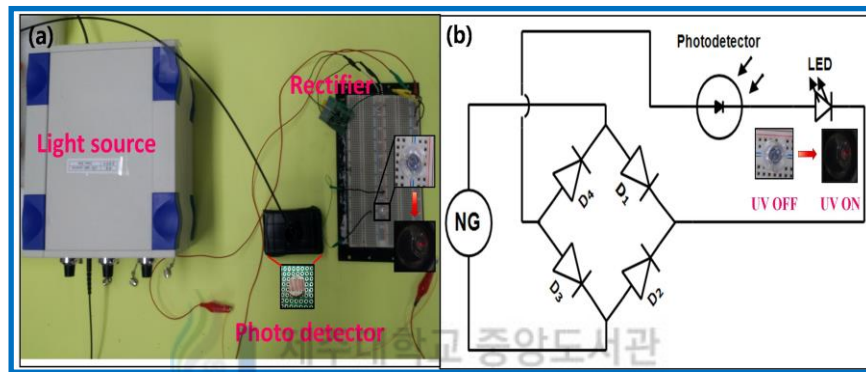 (a)
Rectifier
Light source
Photo detector
(b)
Photodetector
LED
NG
D4
D1
D3
D2
UV OFF
UV ON
제주대학교 중앙도서관